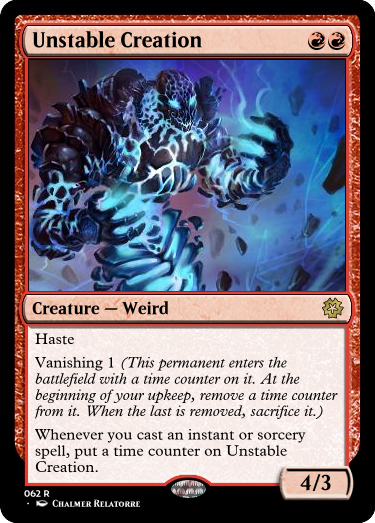 Unstable Creation
Creature — Weird
Haste
Vanishing 1 (This permanent enters the
battlefield with a time counter on it. At the
beginning of your upkeep, remove a time counter
from it. When the last is removed, sacrifice it.)
Whenever you cast an instant or sorcery
spell, put a time counter on Unstable
Creation.
4/3
062 R
· Chalmer Relatorre